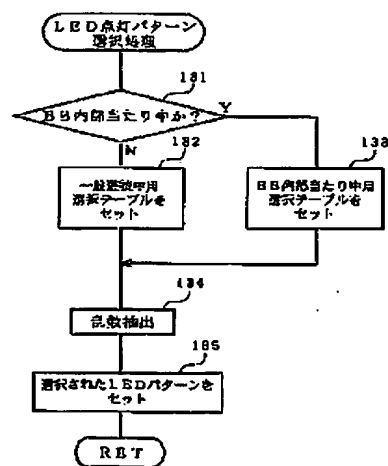 LED点灯パターン
選択処理
131
BB内部当たり中か?
Y
N
132
一般遊技中用
選択テーブルを
セット
133
BB内部当たり中用
選択テーブルを
セット
134
乱数抽出
135
選択されたLEDパターンを
セット
RET